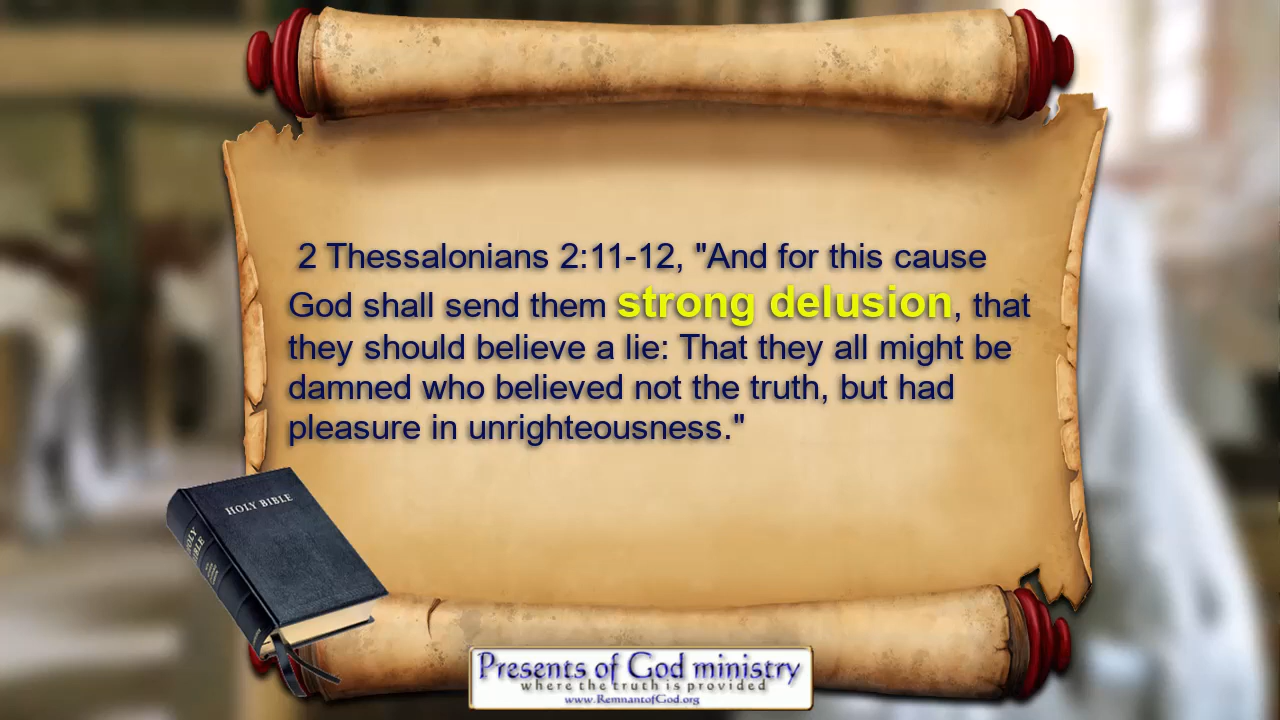 2 Thessalonians 2:11-12, "And for this cause
God shall send them strong delusion, that
they should believe a lie: That they all might be
damned who believed not the truth, but had
pleasure in unrighteousness."
HOLY BIBLE
HOLY BIBLE
Presents of God ministry
where the truth is provided
www.RemnantofGod.org